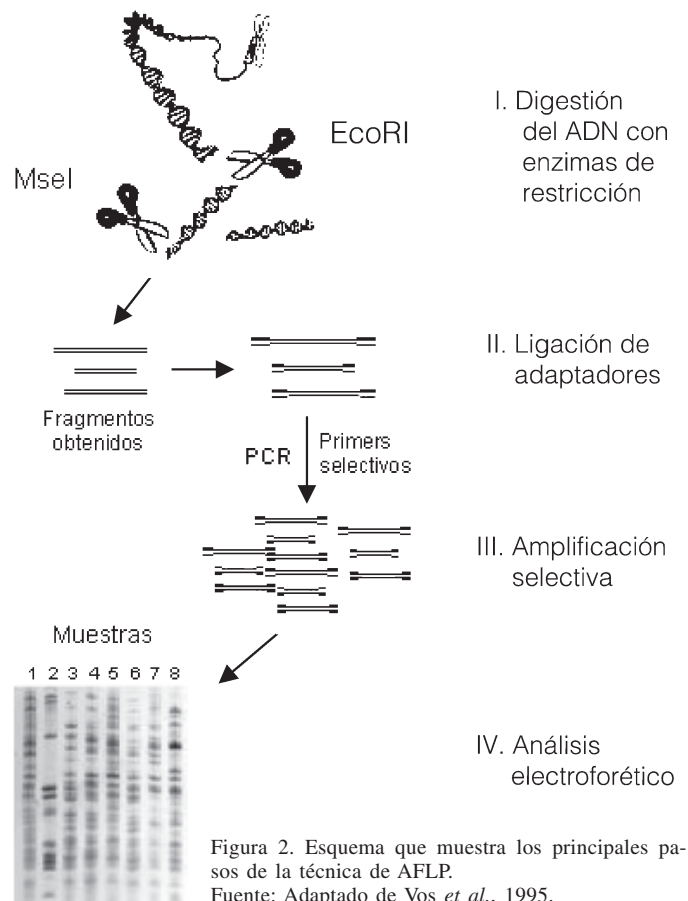 EcoRI
MseI
I. Digestión
del ADN con
enzimas de
restricción
Fragmentos
obtenidos
II. Ligación de
adaptadores
PCR
Primers
selectivos
III. Amplificación
selectiva
Muestras
1 2 3 4 5 6 7 8
IV. Análisis
electroforético
Figura 2. Esquema que muestra los principales pa-
sos de la técnica de AFLP.
Fuente: Adaptado de Vos et al., 1995.